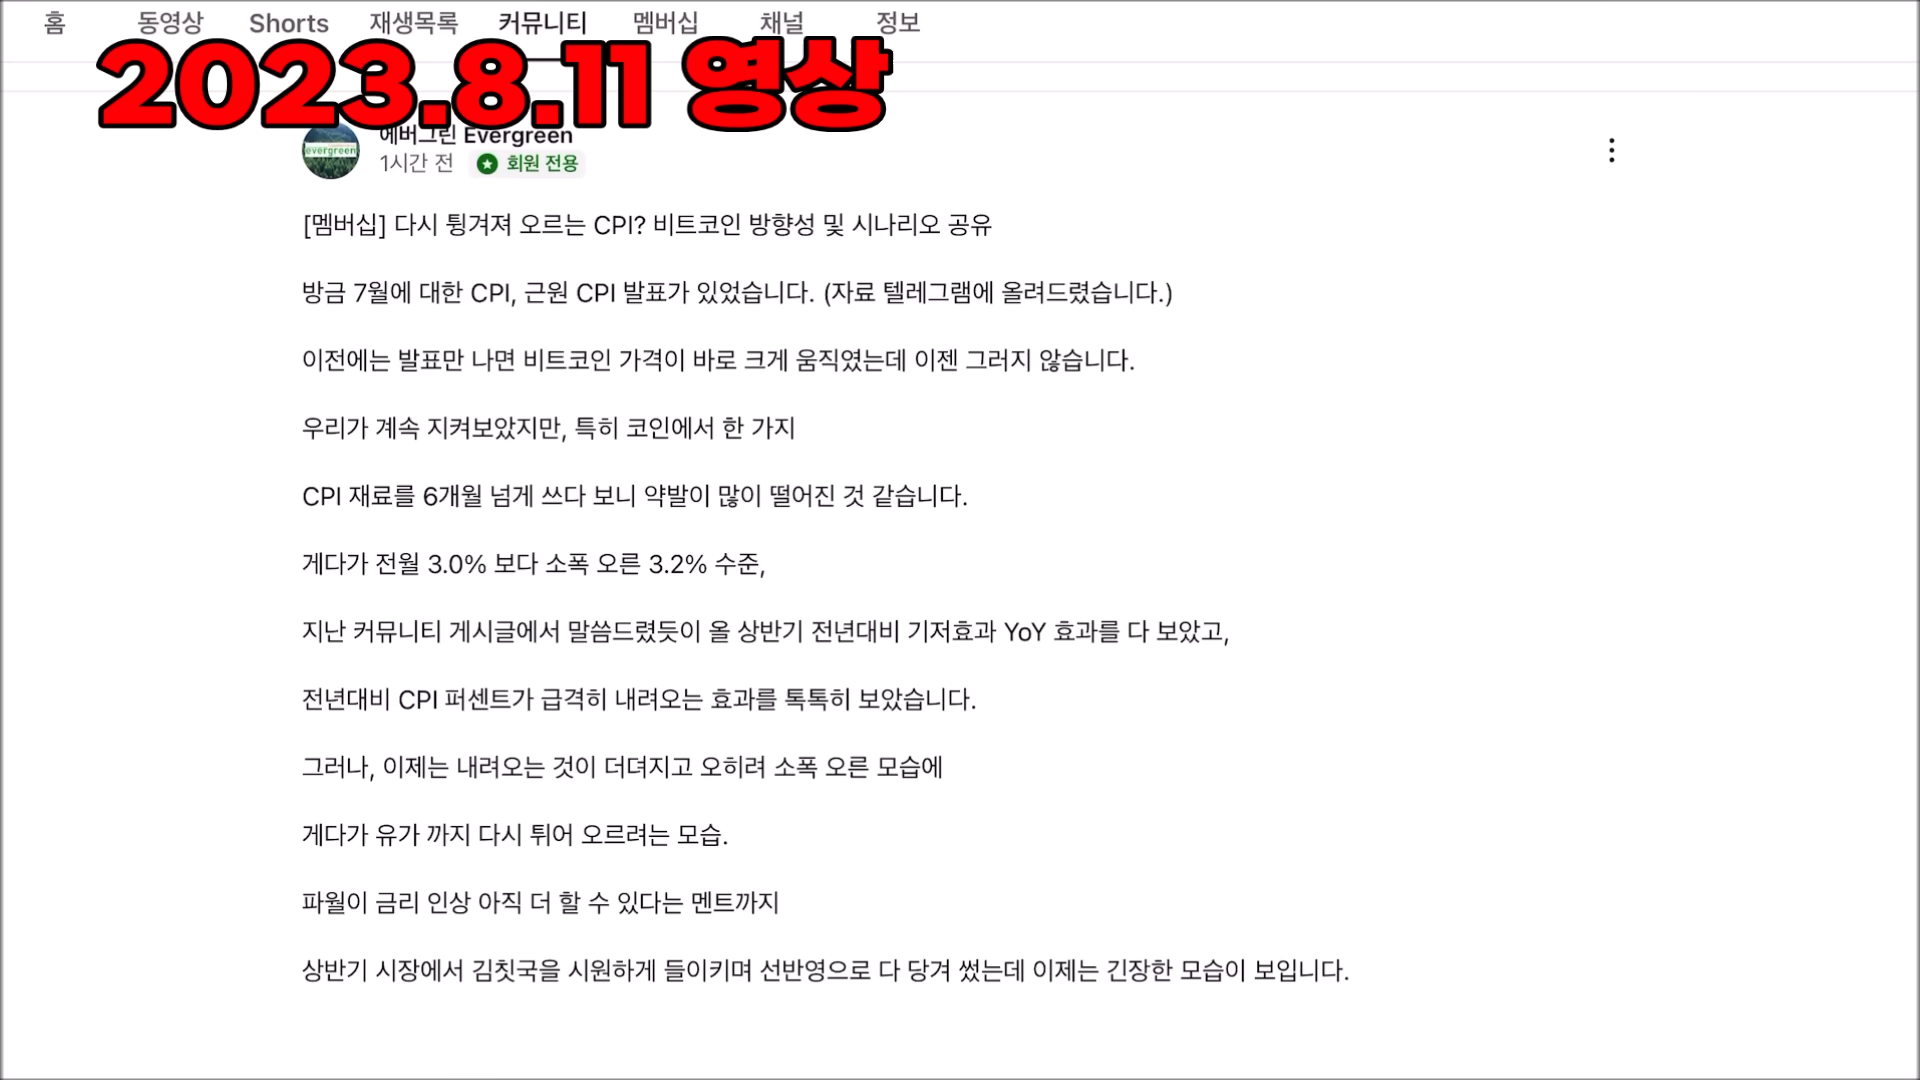 홈 동영상 Shorts 재생목록 커뮤니티 멤버십 채널 정보
2023.8.11 영상
에버그린 Evergreen
evergreen
1시간 전 회원 전용
[멤버십] 다시 튕겨져 오르는 CPI? 비트코인 방향성 및 시나리오 공유
방금 7월에 대한 CPI, 근원 CPI 발표가 있었습니다. (자료 텔레그램에 올려드렸습니다.)
이전에는 발표만 나면 비트코인 가격이 바로 크게 움직였는데 이젠 그러지 않습니다.
우리가 계속 지켜보았지만, 특히 코인에서 한 가지
CPI 재료를 6개월 넘게 쓰다 보니 약발이 많이 떨어진 것 같습니다.
게다가 전월 3.0% 보다 소폭 오른 3.2% 수준,
지난 커뮤니티 게시글에서 말씀드렸듯이 올 상반기 전년대비 기저효과 YoY 효과를 다 보았고,
전년대비 CPI 퍼센트가 급격히 내려오는 효과를 톡톡히 보았습니다.
그러나, 이제는 내려오는 것이 더뎌지고 오히려 소폭 오른 모습에
게다가 유가 까지 다시 튀어 오르려는 모습.
파월이 금리 인상 아직 더 할 수 있다는 멘트까지
상반기 시장에서 김칫국을 시원하게 들이키며 선반영으로 다 당겨 썼는데 이제는 긴장한 모습이 보입니다.